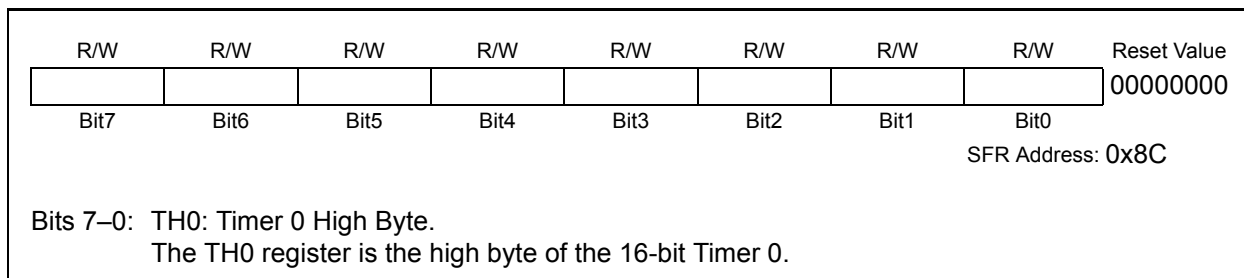 R/W R/W R/W R/W R/W R/W R/W R/W Reset Value
00000000
Bit7 Bit6 Bit5 Bit4 Bit3 Bit2 Bit1 Bit0
SFR Address: 0x8C
Bits 7–0: TH0: Timer 0 High Byte.
The TH0 register is the high byte of the 16-bit Timer 0.